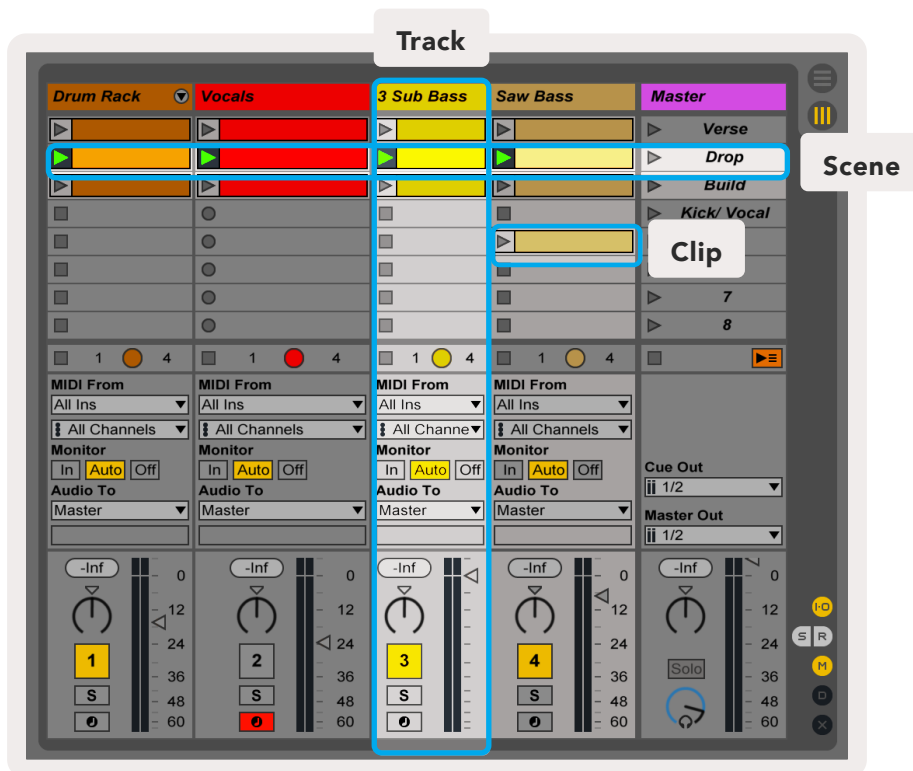 Track
Drum Rack Vocals 3 Sub Bass Saw Bass Master
Verse
Drop
Scene
Build
Kick/ Vocal
Clip
7
8
1 4 1 4 1 4 1 4
MIDI From MIDI From MIDI From MIDI From
All Ins All Ins All Ins All Ins
All Channels All Channels All Channe All Channels
Monitor Monitor Monitor Monitor
In Auto Off In Auto Off In Auto Off In Auto Off Cue Out
Audio To Audio To Audio To Audio To ii 1/2
Master Master Master Master Master Out
ii 1/2
-Inf -Inf -Inf -Inf -Inf
0 0 0 0
12 12 12 12 I·O
24 24 24 24 S R
1 2 3 4 Solo M
36 36 36 36
S S S S D
48 48 48 48
60 60 60 60 X